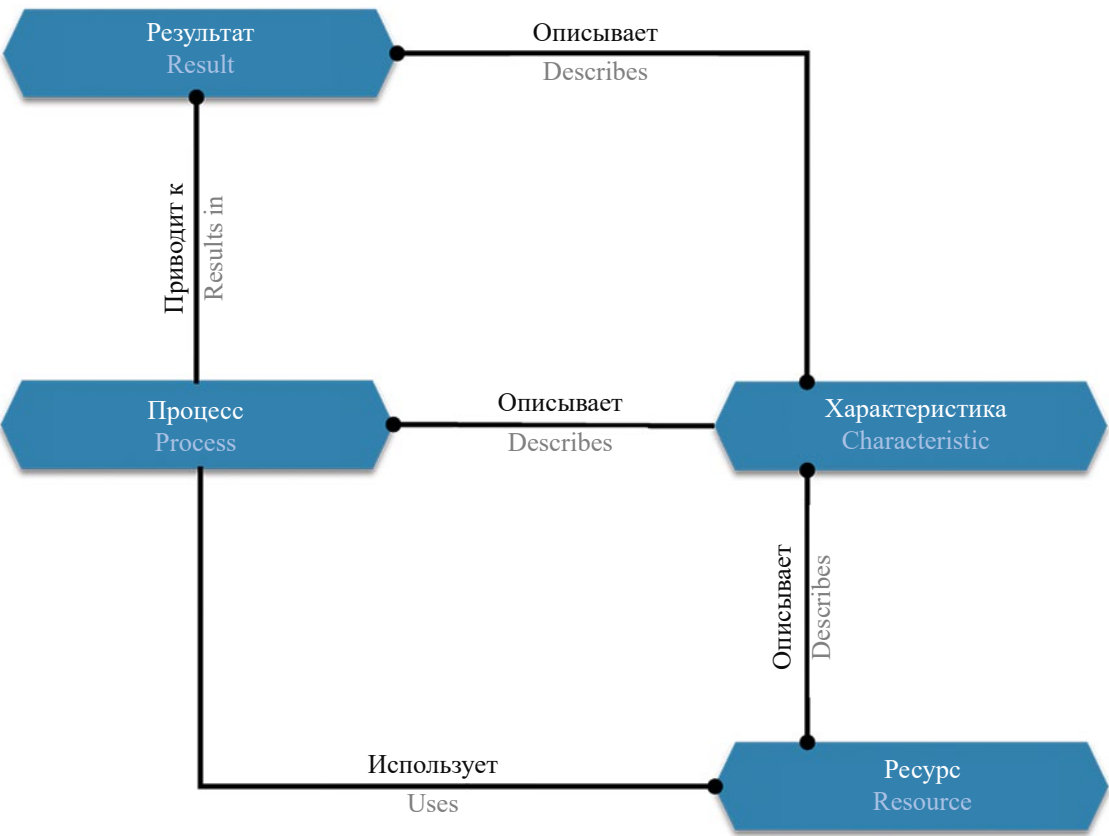 Результат
Result
Описывает
Describes
Приводит к
Results in
Процесс
Process
Описывает
Describes
Характеристика
Characteristic
Описывает
Describes
Использует
Uses
Ресурс
Resource